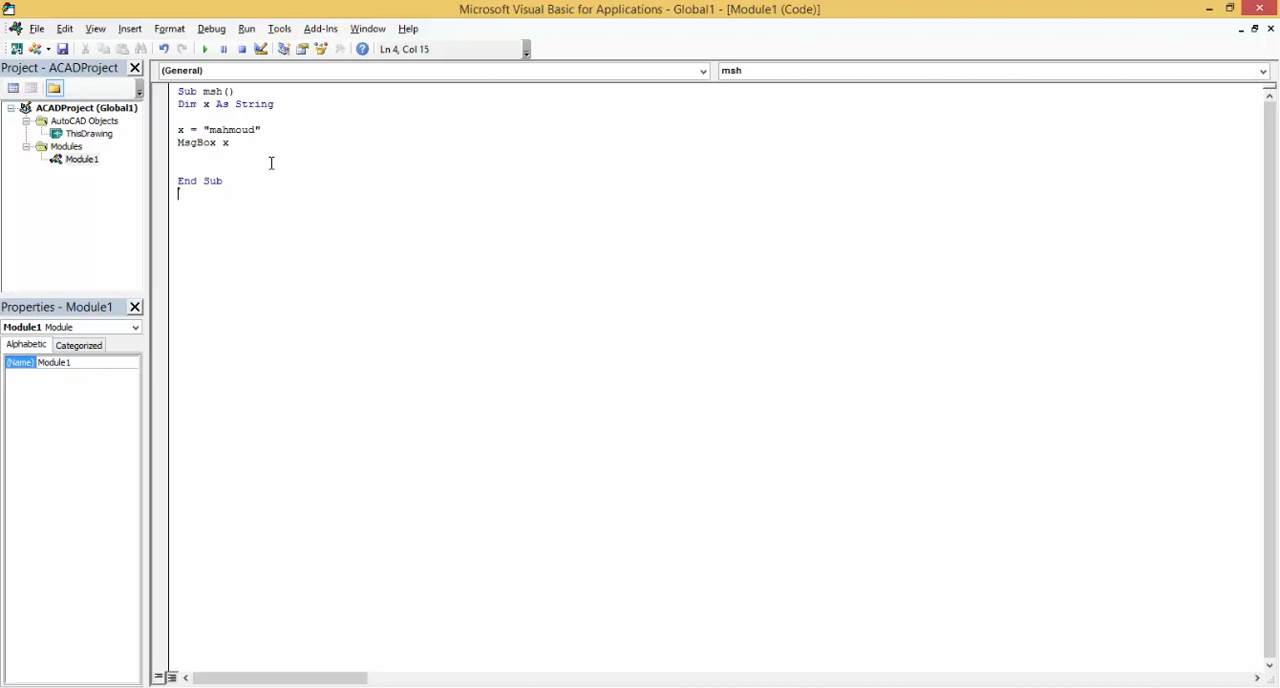 Microsoft Visual Basic for Applications - Global1 - [Module1 (Code)]
File Edit View Insert Format Debug Run Tools Add-Ins Window Help
Ln 4, Col 15
Project - ACADProject
(General)
msh
ACADProject (Global1)
AutoCAD Objects
ThisDrawing
Modules
Module1
Sub msh()
Dim x As String
x = "mahmoud"
MsgBox x
End Sub
Properties - Module1
Module1 Module
Alphabetic Categorized
(Name) Module1